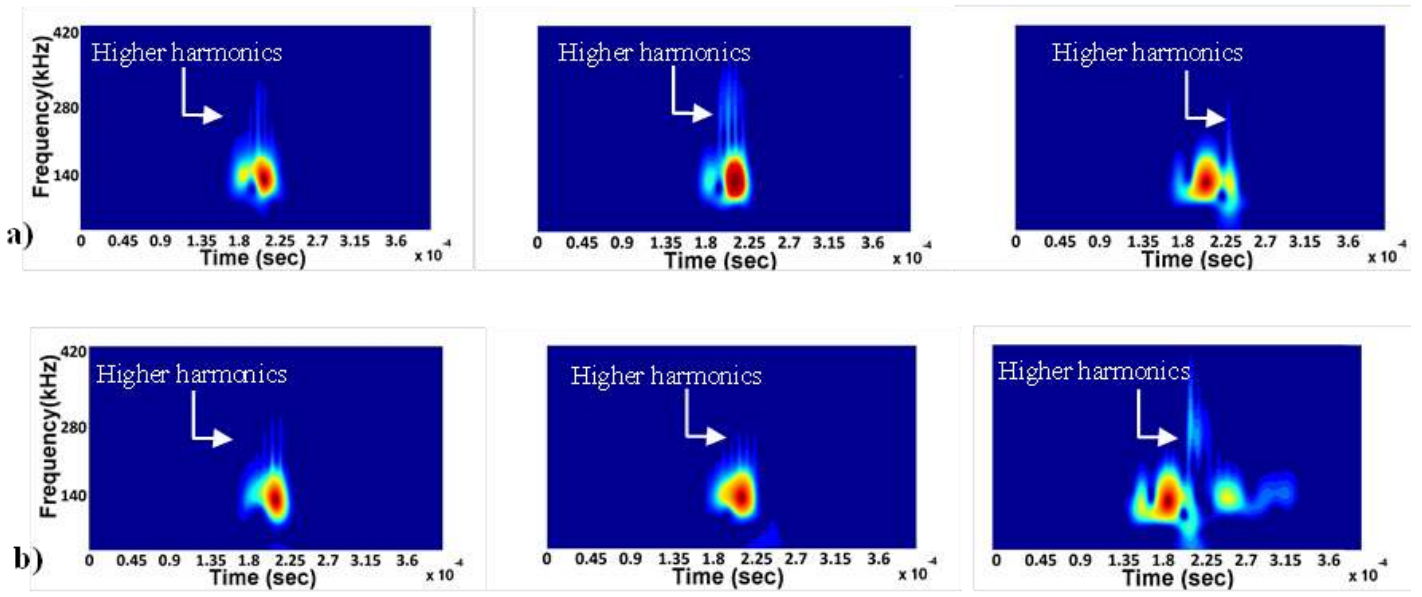 Higher harmonics
Higher harmonics
Higher harmonics
Frequency(kHz)
420
280
140
a)
0 0.45 0.9 1.35 1.8 2.25 2.7 3.15 3.6
Time (sec)
x 10 -4
0 0.45 0.9 1.35 1.8 2.25 2.7 3.15 3.6
Time (sec)
x 10 -4
0 0.45 0.9 1.35 1.8 2.25 2.7 3.15 3.6
Time (sec)
x 10 -4
Higher harmonics
Higher harmonics
Higher harmonics
Frequency(kHz)
420
280
140
b)
0 0.45 0.9 1.35 1.8 2.25 2.7 3.15 3.6
Time (sec)
x 10 -4
0 0.45 0.9 1.35 1.8 2.25 2.7 3.15 3.6
Time (sec)
x 10 -4
0 0.45 0.9 1.35 1.8 2.25 2.7 3.15 3.6
Time (sec)
x 10 -4